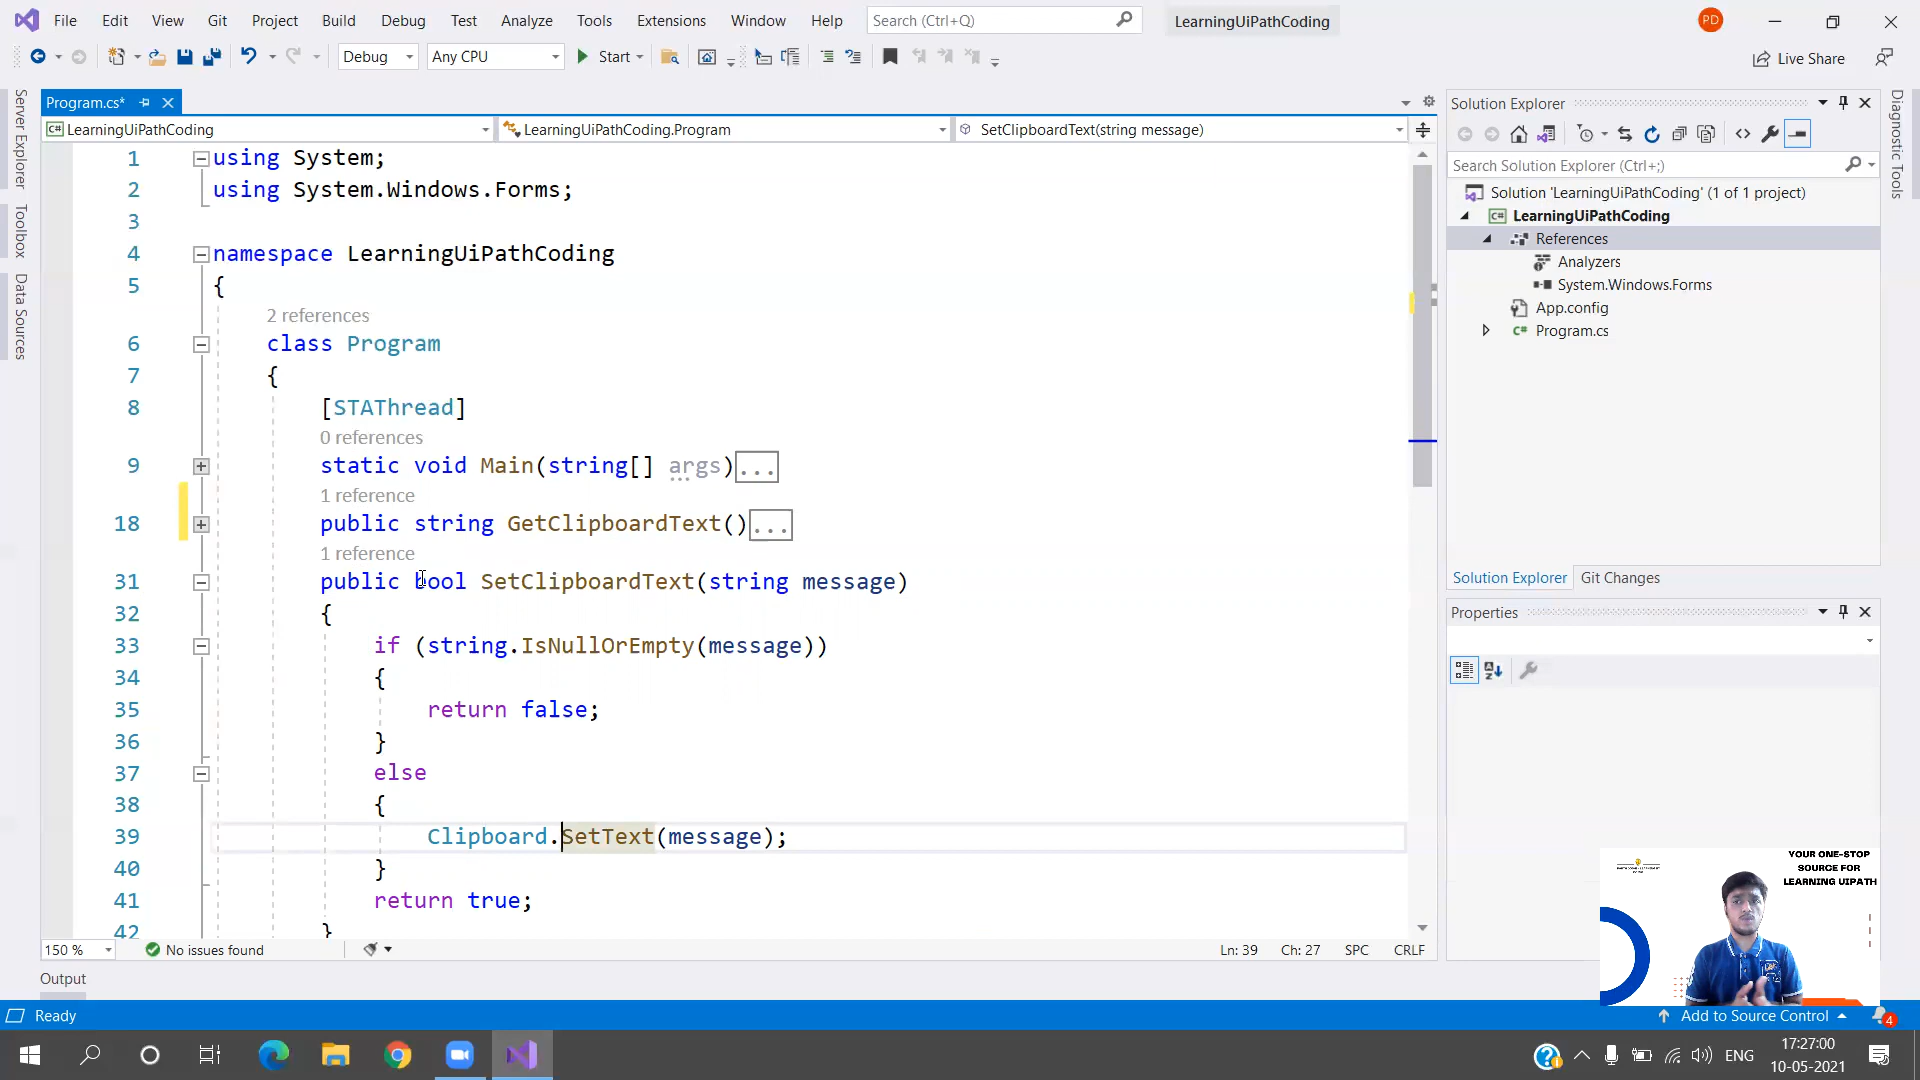 File Edit View Git Project Build Debug Test Analyze Tools Extensions Window Help Search (Ctrl+Q) LearningUiPathCoding PD
Debug Any CPU Start Live Share
Server Explorer
Toolbox
Data Sources
Program.cs*
LearningUiPathCoding LearningUiPathCoding.Program SetClipboardText(string message)
1 using System;
2 using System.Windows.Forms;
3
4 namespace LearningUiPathCoding
5 {
2 references
6 class Program
7 {
8 [STAThread]
0 references
9 static void Main(string[] args)...
1 reference
18 public string GetClipboardText()...
1 reference
31 public bool SetClipboardText(string message)
32 {
33 if (string.IsNullOrEmpty(message))
34 {
35 return false;
36 }
37 else
38 {
39 Clipboard.SetText(message);
40 }
41 return true;
42 }
150 % No issues found Ln: 39 Ch: 27 SPC CRLF
Output
Solution Explorer
Search Solution Explorer (Ctrl+;)
Solution 'LearningUiPathCoding' (1 of 1 project)
C# LearningUiPathCoding
References
Analyzers
System.Windows.Forms
App.config
C# Program.cs
Solution Explorer Git Changes
Properties
Diagnostic Tools
YOUR ONE-STOP
SOURCE FOR
LEARNING UIPATH
Ready Add to Source Control 4
ENG 17:27:00
10-05-2021